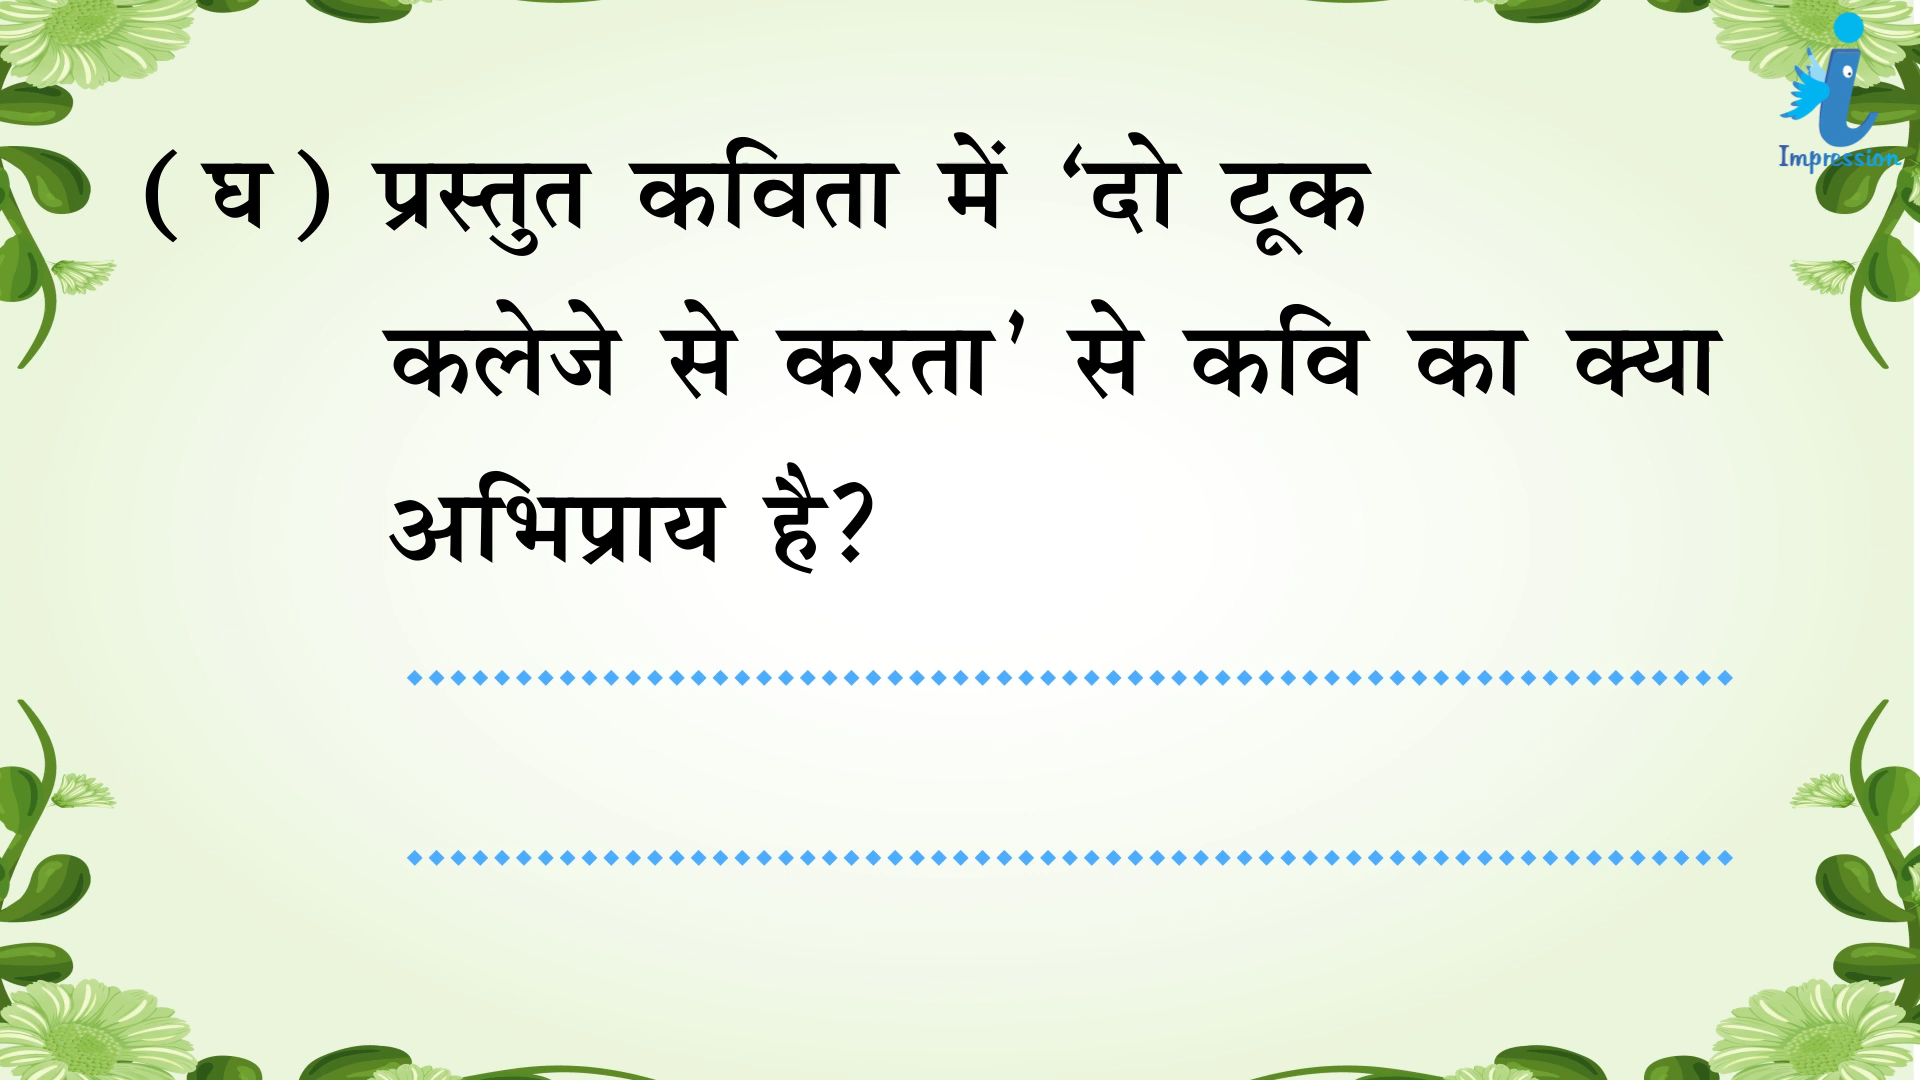 Impression
(घ) प्रस्तुत कविता में ‘दो टूक
कलेजे से करता’ से कवि का क्या
अभिप्राय है?